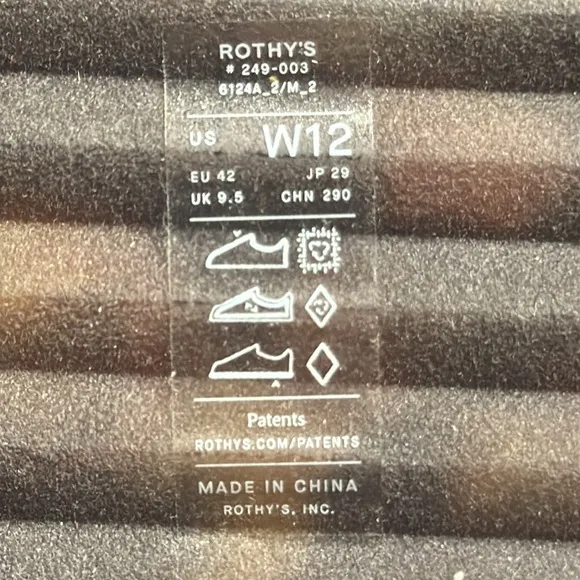 ROTHY'S
# 249-003
6124A_2/M_2
US W12
EU 42 JP 29
UK 9.5 CHN 290
Patents
ROTHYS.COM/PATENTS
MADE IN CHINA
ROTHY'S, INC.